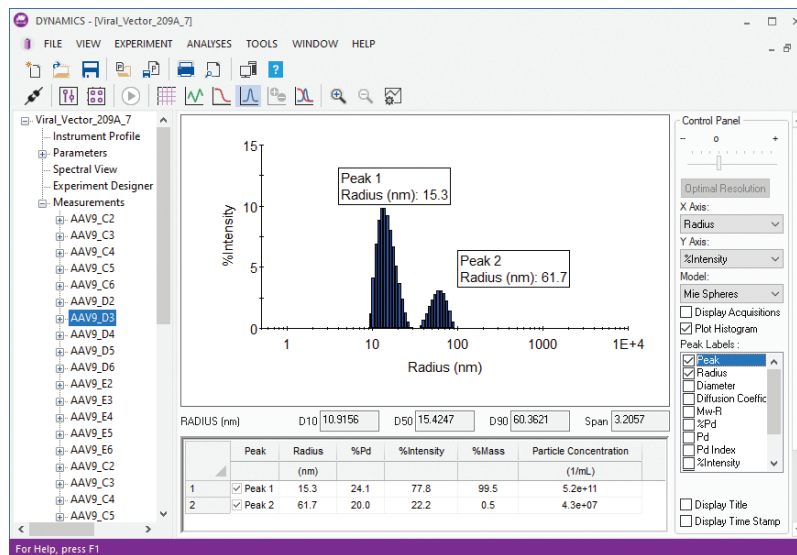 DYNAMICS - [Viral_Vector_209A_7]
FILE VIEW EXPERIMENT ANALYSES TOOLS WINDOW HELP
Viral_Vector_209A_7
Instrument Profile
Parameters
Spectral View
Experiment Designer
Measurements
AAV9_C2
AAV9_C3
AAV9_C4
AAV9_C5
AAV9_C6
AAV9_D2
AAV9_D3
AAV9_D4
AAV9_D5
AAV9_D6
AAV9_E2
AAV9_E3
AAV9_E4
AAV9_E5
AAV9_E6
AAV9_C2
AAV9_C3
AAV9_C4
AAV9_C5
%Intensity
15
10
5
0
Peak 1
Radius (nm): 15.3
Peak 2
Radius (nm): 61.7
1 10 100 1000 1E+4
Radius (nm)
RADIUS (nm) D10 10.9156 D50 15.4247 D90 60.3621 Span 3.2057
Peak Radius %Pd %Intensity %Mass Particle Concentration
(nm) (1/mL)
1 Peak 1 15.3 24.1 77.8 99.5 5.2e+11
2 Peak 2 61.7 20.0 22.2 0.5 4.3e+07
Control Panel
- 0 +
Optimal Resolution
X Axis:
Radius
Y Axis:
%Intensity
Model:
Mie Spheres
Display Acquisitions
Plot Histogram
Peak Labels :
Peak
Radius
Diameter
Diffusion Coeffic
Mw-R
%Pd
Pd
Pd Index
%Intensity
Display Title
Display Time Stamp
For Help, press F1